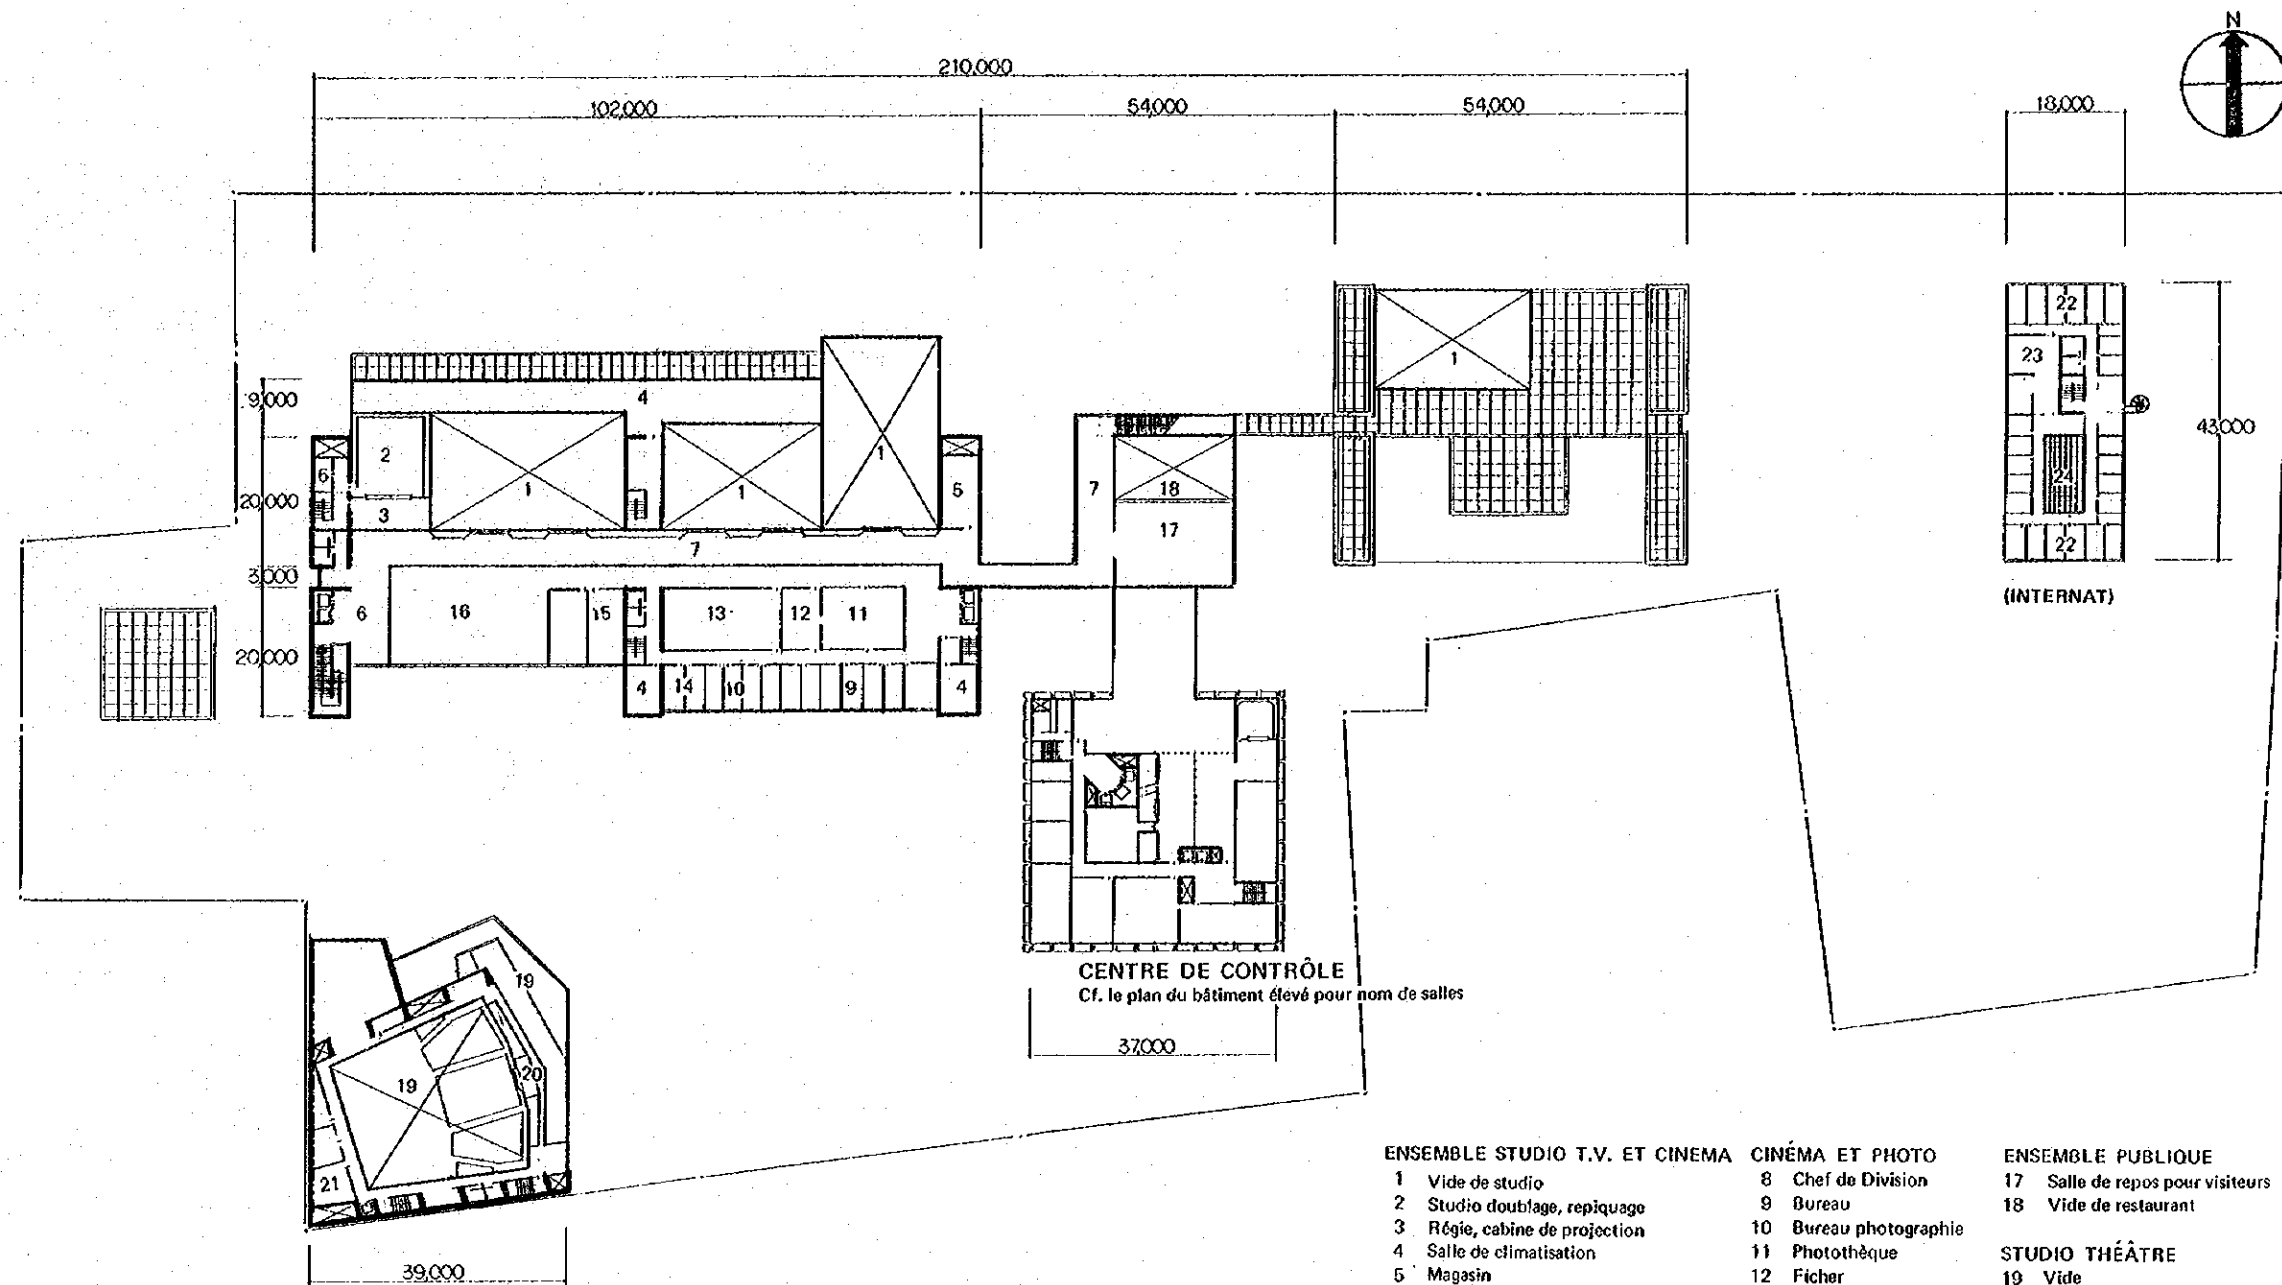 N
210,000
102,000
54,000
54,000
18,000
22
23
1
4
9,000
43,000
2
1
1
1
6
5
7
18
24
20,000
3
17
7
22
3,000
(INTERNAT)
6
16
15
13
12
11
20,000
4
14
10
9
4
CENTRE DE CONTRÔLE
Cf. le plan du bâtiment élevé pour nom de salles
19
37,000
19
20
21
39,000
ENSEMBLE STUDIO T.V. ET CINEMA
1 Vide de studio
2 Studio doublage, repiquage
3 Régie, cabine de projection
4 Salle de climatisation
5 Magasin
CINÉMA ET PHOTO
8 Chef de Division
9 Bureau
10 Bureau photographie
11 Photothèque
12 Ficher
ENSEMBLE PUBLIQUE
17 Salle de repos pour visiteurs
18 Vide de restaurant
STUDIO THÉÂTRE
19 Vide